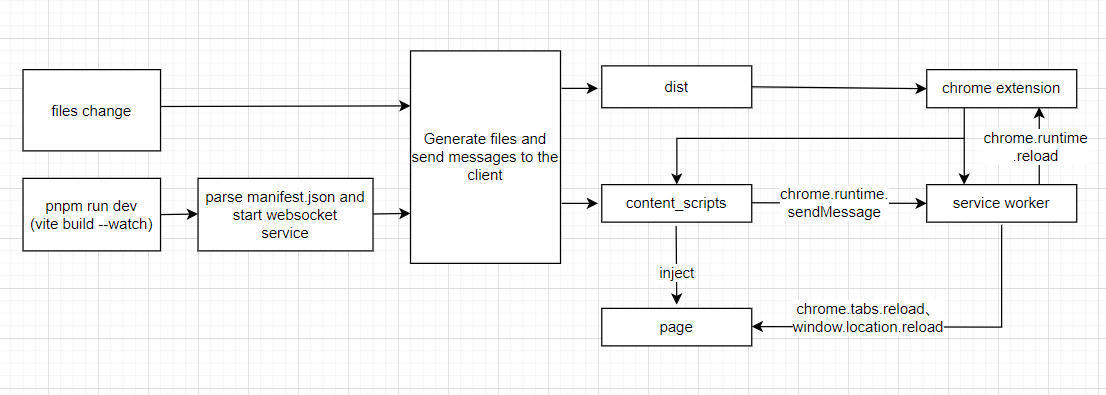 files change
pnpm run dev
(vite build --watch)
parse manifest.json and
start websocket
service
Generate files and
send messages to the
client
dist
chrome extension
chrome.runtime
.reload
content_scripts
chrome.runtime.
sendMessage
service worker
inject
page
chrome.tabs.reload、
window.location.reload